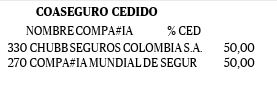 COASEGURO CEDIDO
NOMBRE COMPA#IA % CED
330 CHUBB SEGUROS COLOMBIA S.A. 50,00
270 COMPA#IA MUNDIAL DE SEGUR 50,00